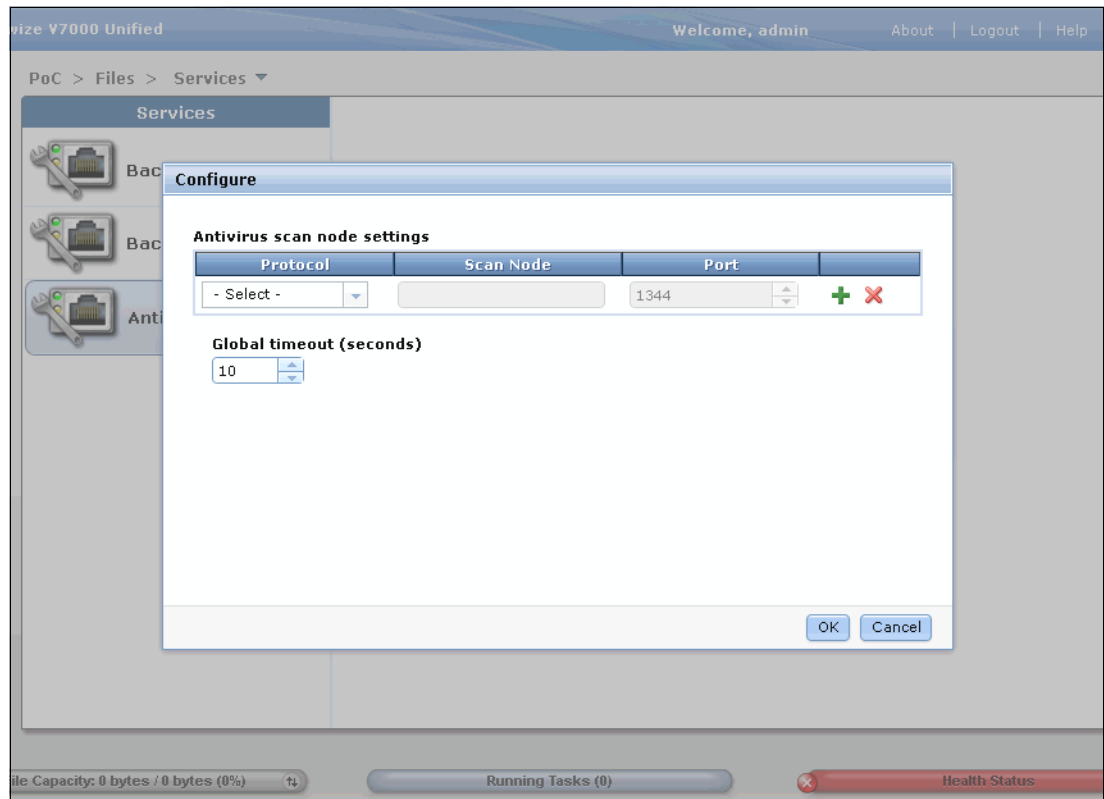 wize V7000 Unified
Welcome, admin
About | Logout | Help
PoC > Files > Services
Services
Bac
Bac
Anti
Configure
Antivirus scan node settings
Protocol Scan Node Port
- Select - 1344
Global timeout (seconds)
10
OK Cancel
ile Capacity: 0 bytes / 0 bytes (0%)
Running Tasks (0)
Health Status